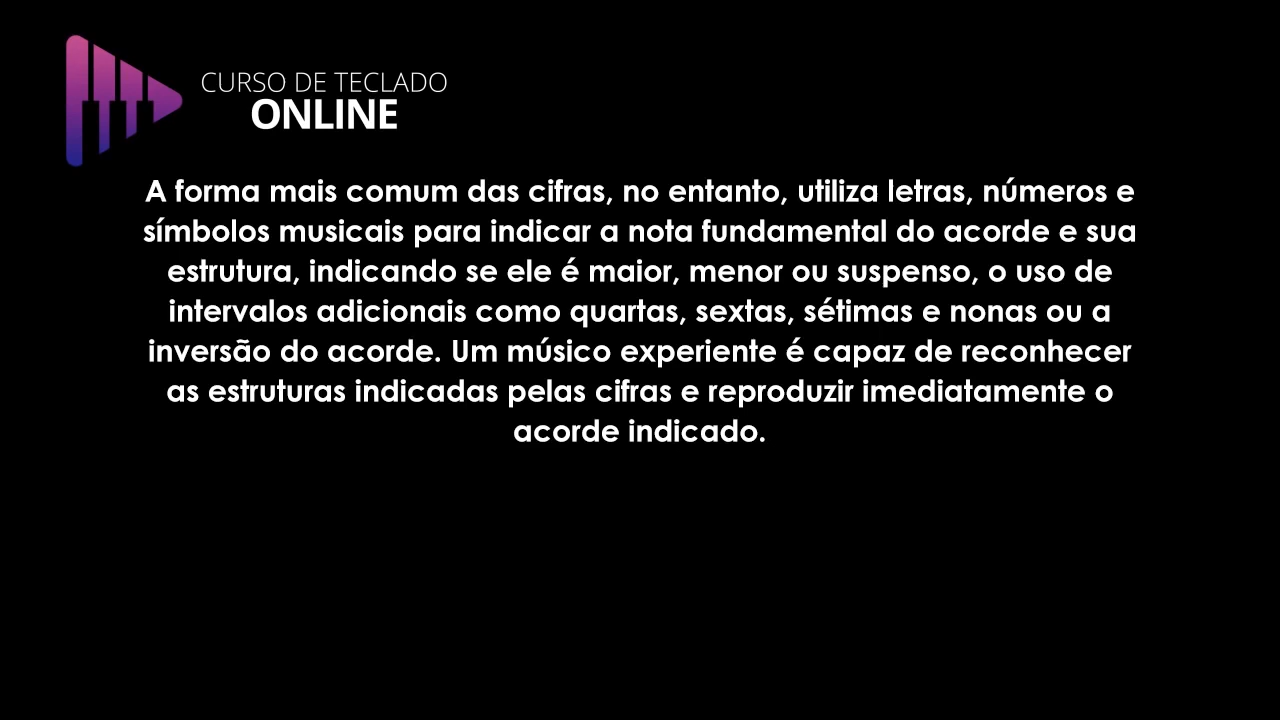 CURSO DE TECLADO
ONLINE
A forma mais comum das cifras, no entanto, utiliza letras, números e
símbolos musicais para indicar a nota fundamental do acorde e sua
estrutura, indicando se ele é maior, menor ou suspenso, o uso de
intervalos adicionais como quartas, sextas, sétimas e nonas ou a
inversão do acorde. Um músico experiente é capaz de reconhecer
as estruturas indicadas pelas cifras e reproduzir imediatamente o
acorde indicado.